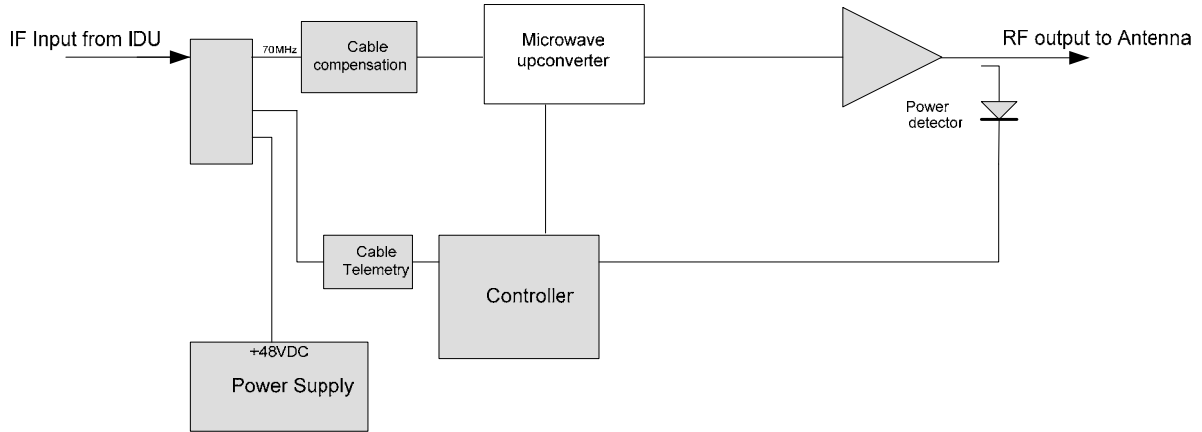 IF Input from IDU
70MHz
Cable
compensation
Microwave
upconverter
RF output to Antenna
Power
detector
Cable
Telemetry
Controller
+48VDC
Power Supply